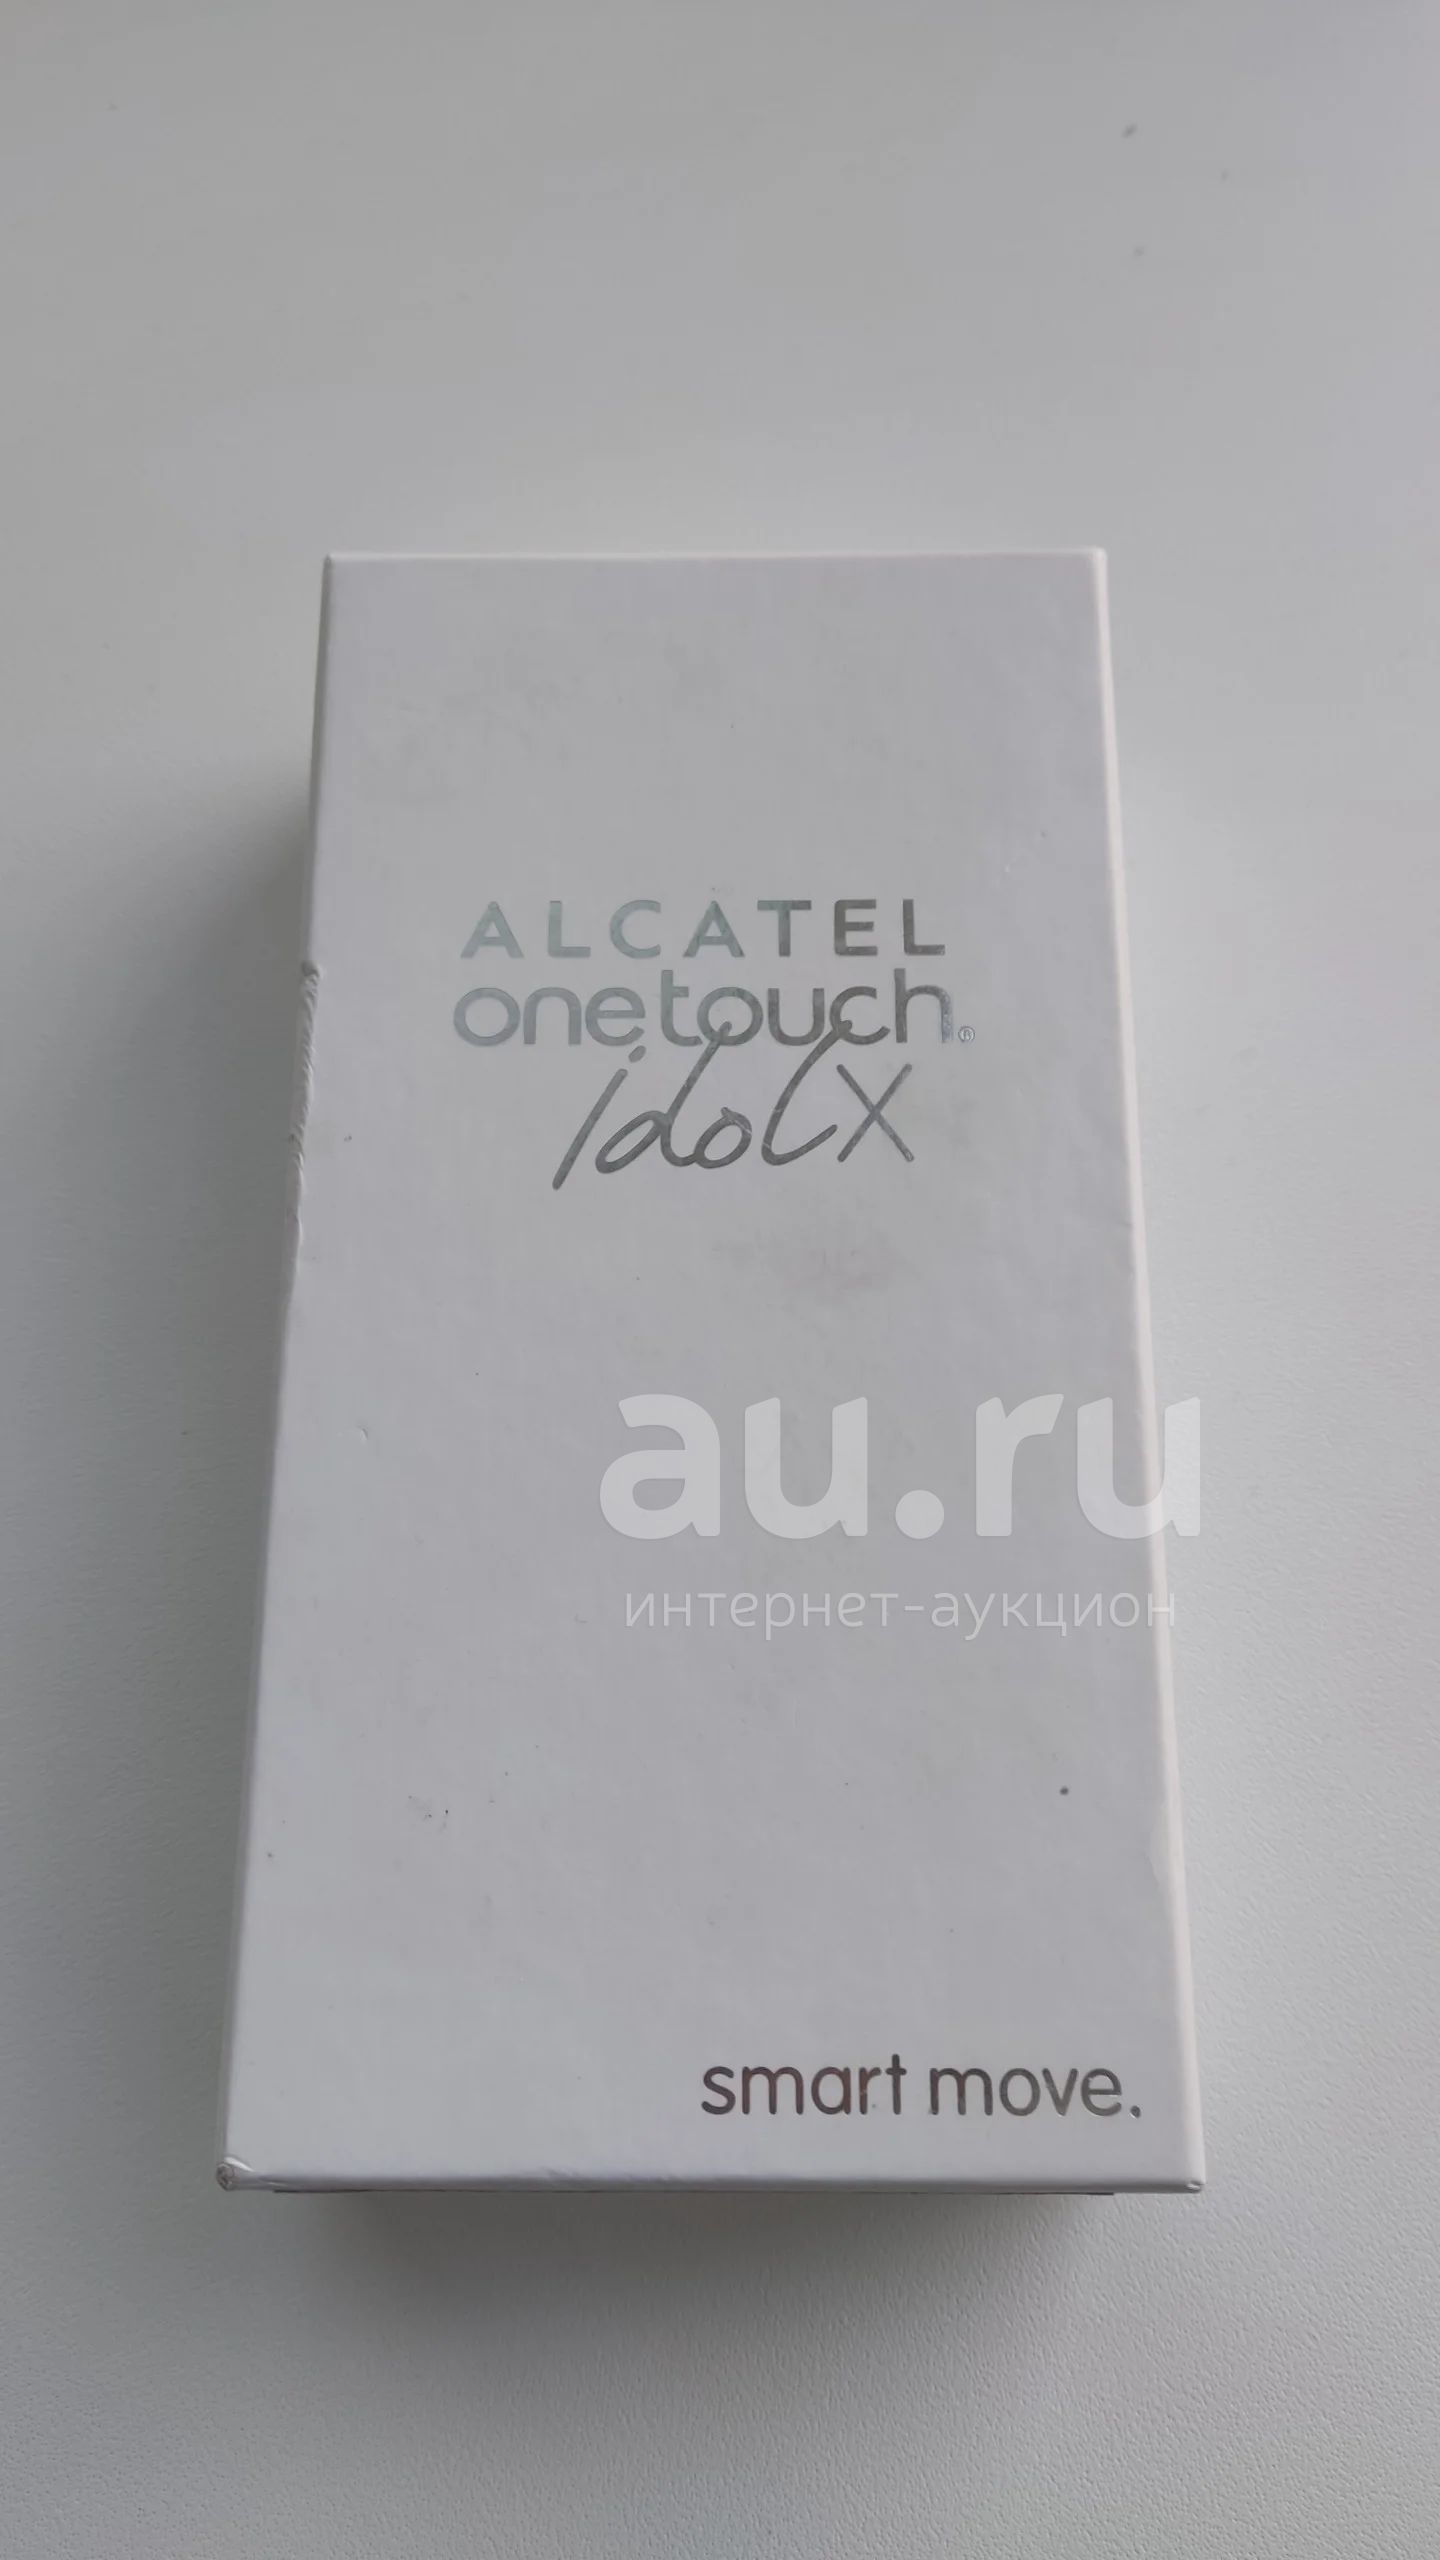 ALCATEL
onetouch.®
idol X
au.ru
интернет-аукцион
smart move.